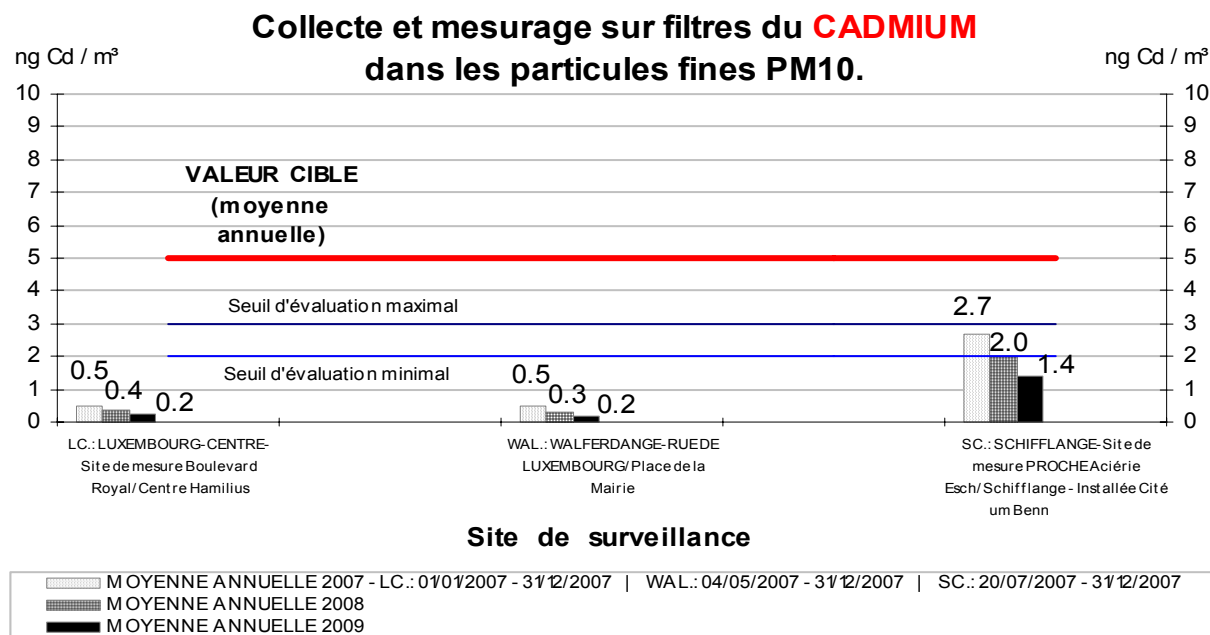 Collecte et mesurage sur filtres du CADMIUM
dans les particules fines PM10.
ng Cd / m³
ng Cd / m³
10
9
8
7
6
5
4
3
2
1
0
10
9
8
7
6
5
4
3
2
1
0
VALEUR CIBLE
(moyenne
annuelle)
Seuil d'évaluation maximal
Seuil d'évaluation minimal
0.5
0.4
0.2
0.5
0.3
0.2
2.7
2.0
1.4
LC.: LUXEMBOURG-CENTRE-
Site de mesure Boulevard
Royal/Centre Hamilius
WAL.: WALFERDANGE-RUE DE
LUXEMBOURG/Place de la
Mairie
SC.: SCHIFFLANGE-Site de
mesure PROCHE Aciérie
Esch/Schifflange - Installée Cité
um Benn
Site de surveillance
MOYENNE ANNUELLE 2007 - LC.: 01/01/2007 - 31/12/2007 | WAL.: 04/05/2007 - 31/12/2007 | SC.: 20/07/2007 - 31/12/2007
MOYENNE ANNUELLE 2008
MOYENNE ANNUELLE 2009